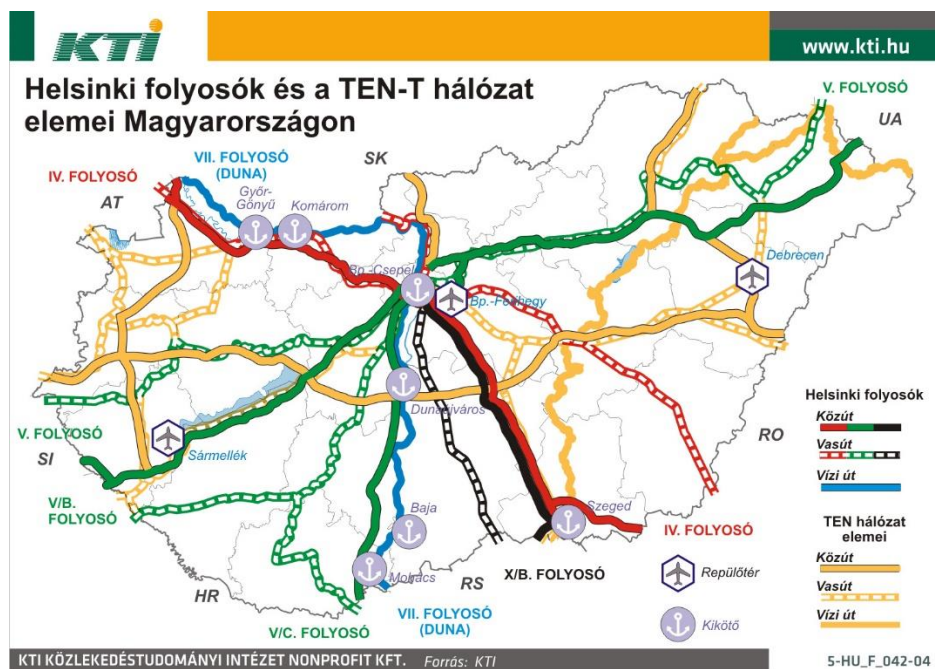 KTI
www.kti.hu
Helsinki folyosók és a TEN-T hálózat
elemei Magyarországon
V. FOLYOSÓ
UA
VII. FOLYOSÓ
(DUNA)
SK
IV. FOLYOSÓ
AT
Győr-
Gönyű
Komárom
Bp.-Csepel
Bp.-Ferihegy
Debrecen
Dunaújváros
V. FOLYOSÓ
SI
Sármellék
V/B.
FOLYOSÓ
HR
Baja
Mohács
RS
Szeged
RO
IV. FOLYOSÓ
X/B. FOLYOSÓ
VII. FOLYOSÓ
(DUNA)
V/C. FOLYOSÓ
Repülőtér
Kikötő
Helsinki folyosók
Közút
Vasút
Vízi út
TEN hálózat
elemei
Közút
Vasút
Vízi út
KTI KÖZLEKEDÉSTUDOMÁNYI INTÉZET NONPROFIT KFT. Forrás: KTI
5-HU_F_042-04